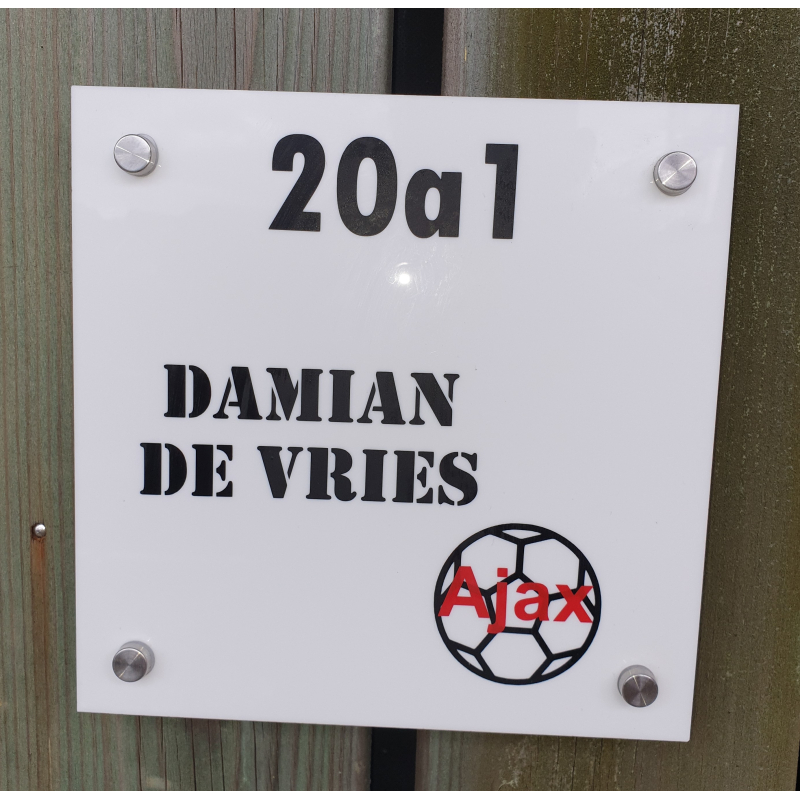 20a1
DAMIAN
DE VRIES
Ajax